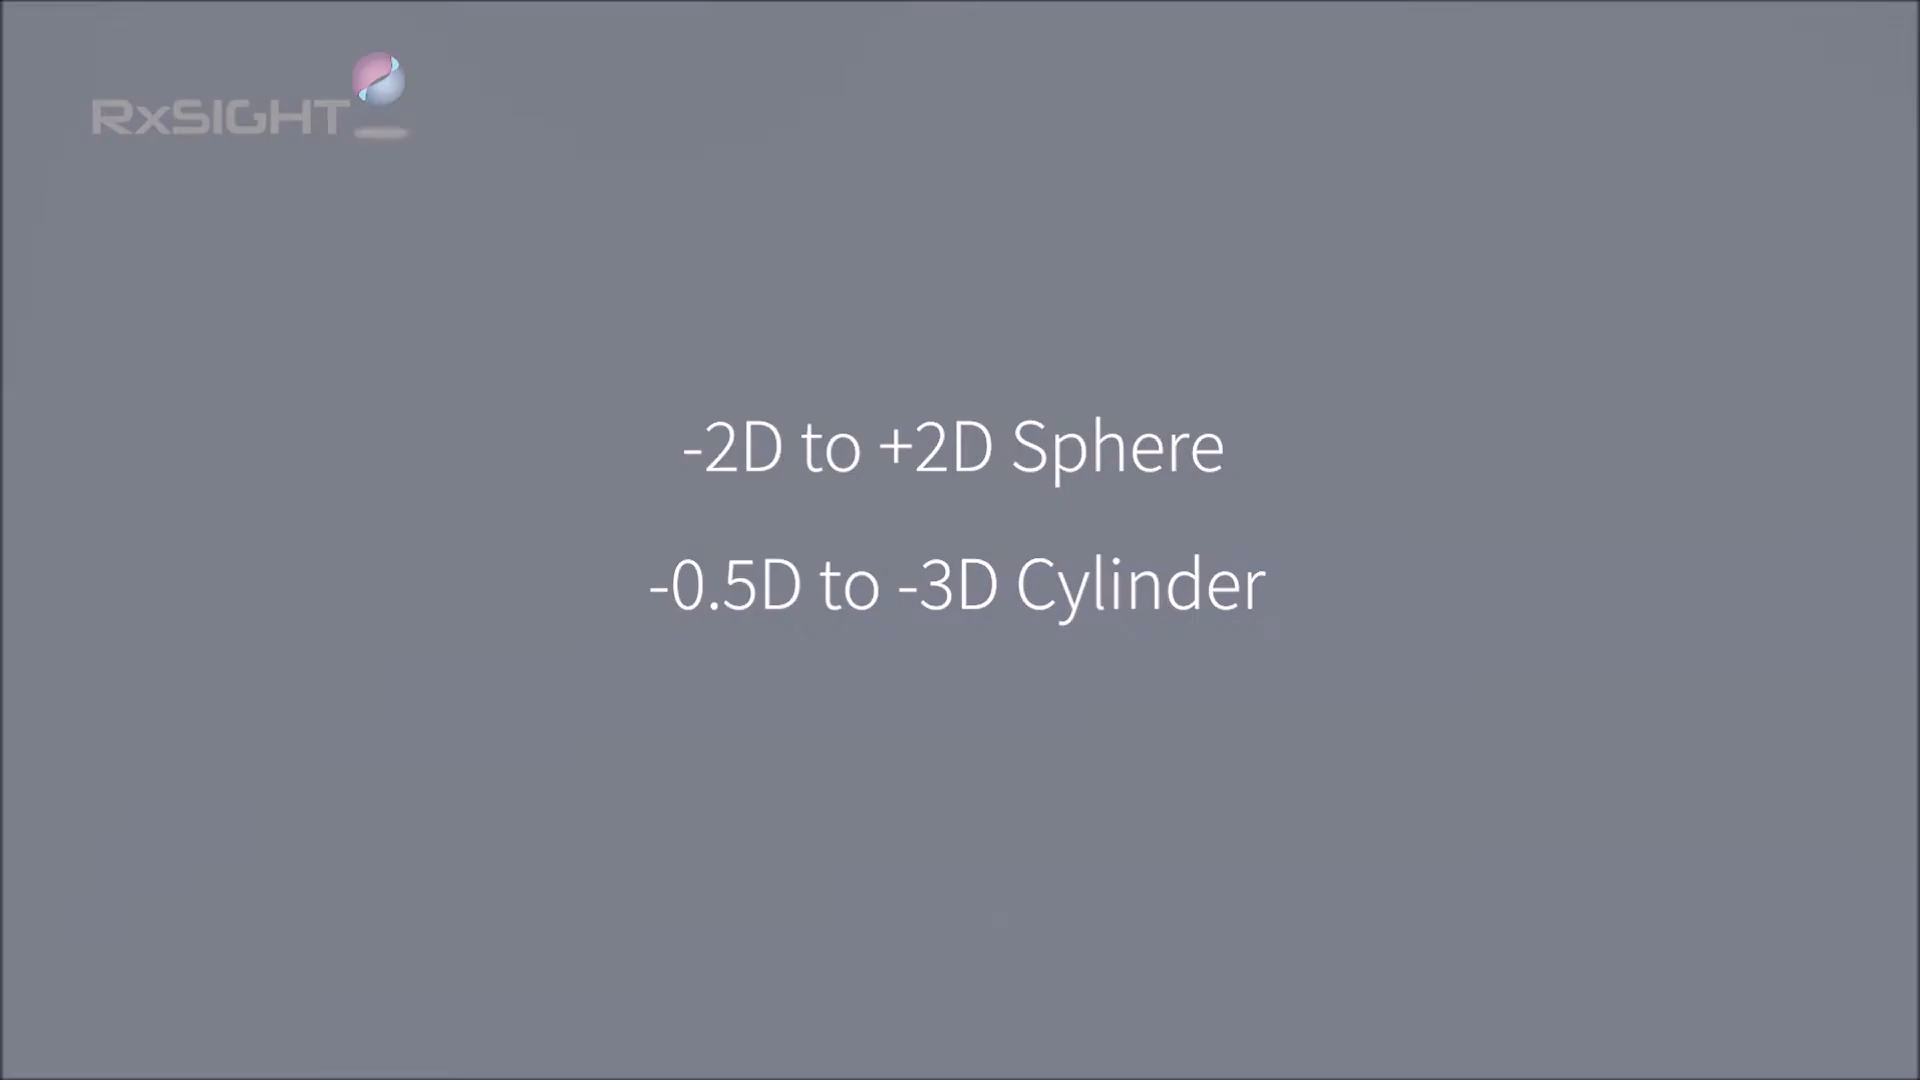 RxSIGHT
-2D to +2D Sphere
-0.5D to -3D Cylinder